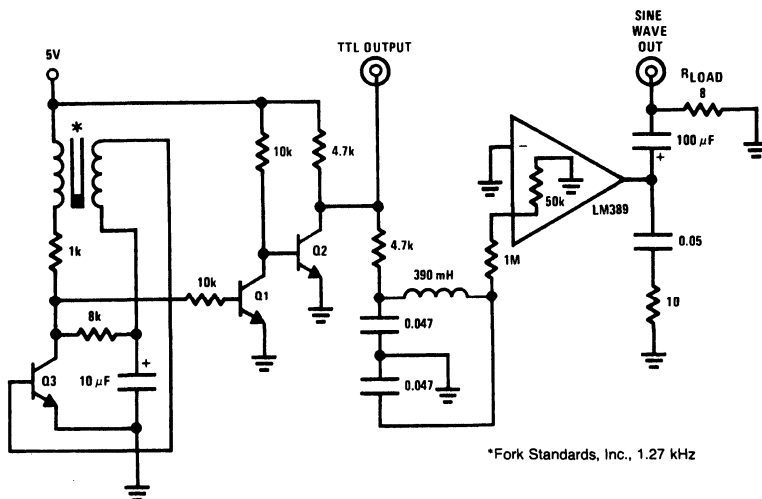 SINE
WAVE
OUT
TTL OUTPUT
5V
RLOAD
8
*
10k
4.7k
100 μF
+
−
50k
LM389
Q2
1k
4.7k
1M
0.05
390 mH
10k
Q1
8k
0.047
10
+
Q3
10 μF
0.047
*Fork Standards, Inc., 1.27 kHz